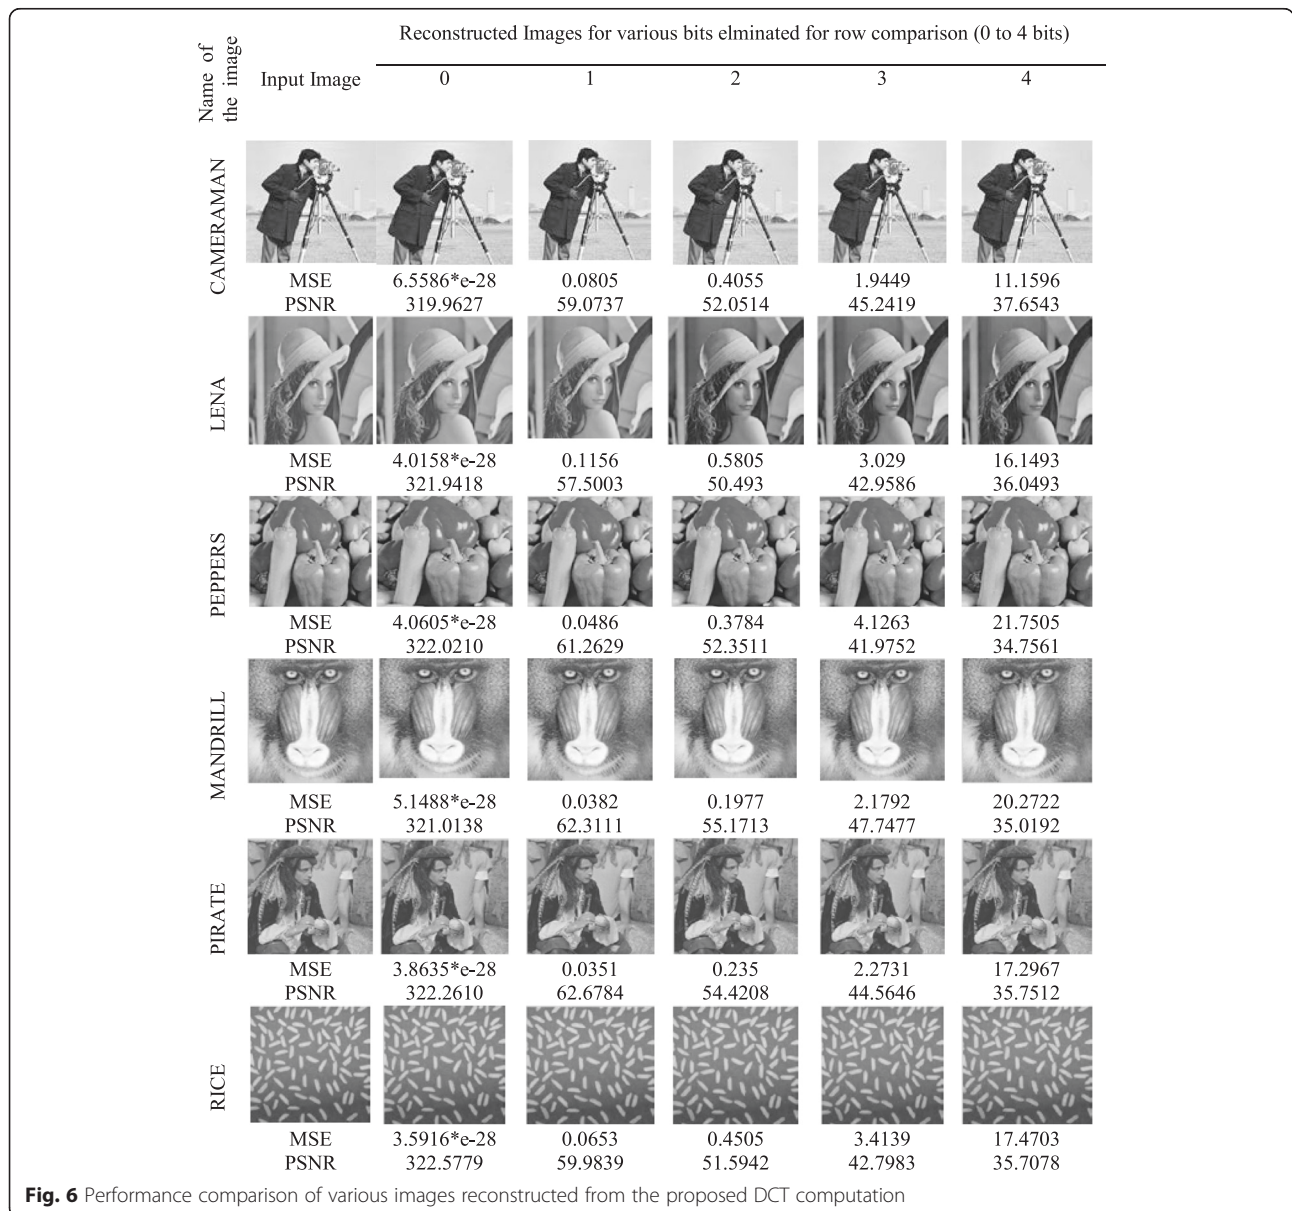 Reconstructed Images for various bits elminated for row comparison (0 to 4 bits)
Name of
the image
Input Image 0 1 2 3 4
CAMERAMAN
MSE 6.5586*e-28 0.0805 0.4055 1.9449 11.1596
PSNR 319.9627 59.0737 52.0514 45.2419 37.6543
LENA
MSE 4.0158*e-28 0.1156 0.5805 3.029 16.1493
PSNR 321.9418 57.5003 50.493 42.9586 36.0493
PEPPERS
MSE 4.0605*e-28 0.0486 0.3784 4.1263 21.7505
PSNR 322.0210 61.2629 52.3511 41.9752 34.7561
MANDRILL
MSE 5.1488*e-28 0.0382 0.1977 2.1792 20.2722
PSNR 321.0138 62.3111 55.1713 47.7477 35.0192
PIRATE
MSE 3.8635*e-28 0.0351 0.235 2.2731 17.2967
PSNR 322.2610 62.6784 54.4208 44.5646 35.7512
RICE
MSE 3.5916*e-28 0.0653 0.4505 3.4139 17.4703
PSNR 322.5779 59.9839 51.5942 42.7983 35.7078
Fig. 6 Performance comparison of various images reconstructed from the proposed DCT computation